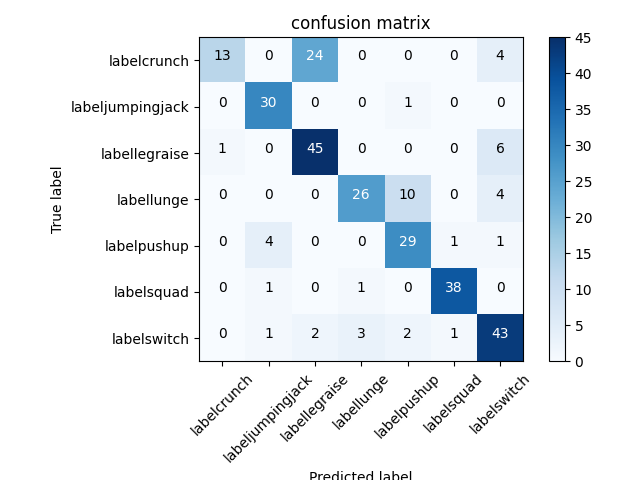 confusion matrix
True label
labelcrunch 13 0 24 0 0 0 4
labeljumpingjack 0 30 0 0 1 0 0
labellegraise 1 0 45 0 0 0 6
labellunge 0 0 0 26 10 0 4
labelpushup 0 4 0 0 29 1 1
labelsquad 0 1 0 1 0 38 0
labelswitch 0 1 2 3 2 1 43
labelcrunch labeljumpingjack labellegraise labellunge labelpushup labelsquad labelswitch
Predicted label
45
40
35
30
25
20
15
10
5
0